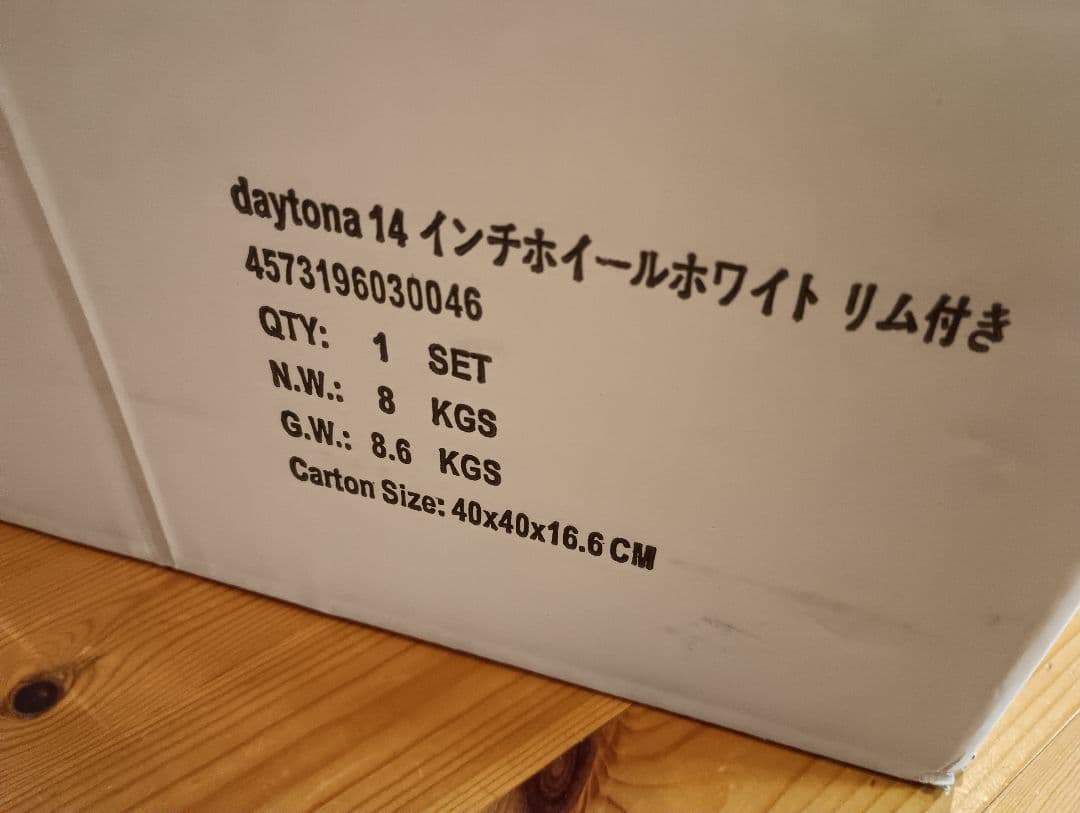 daytona 14 インチホイールホワイト リム付き
4573196030046
QTY: 1 SET
N.W.: 8 KGS
G.W.: 8.6 KGS
Carton Size: 40x40x16.6 CM